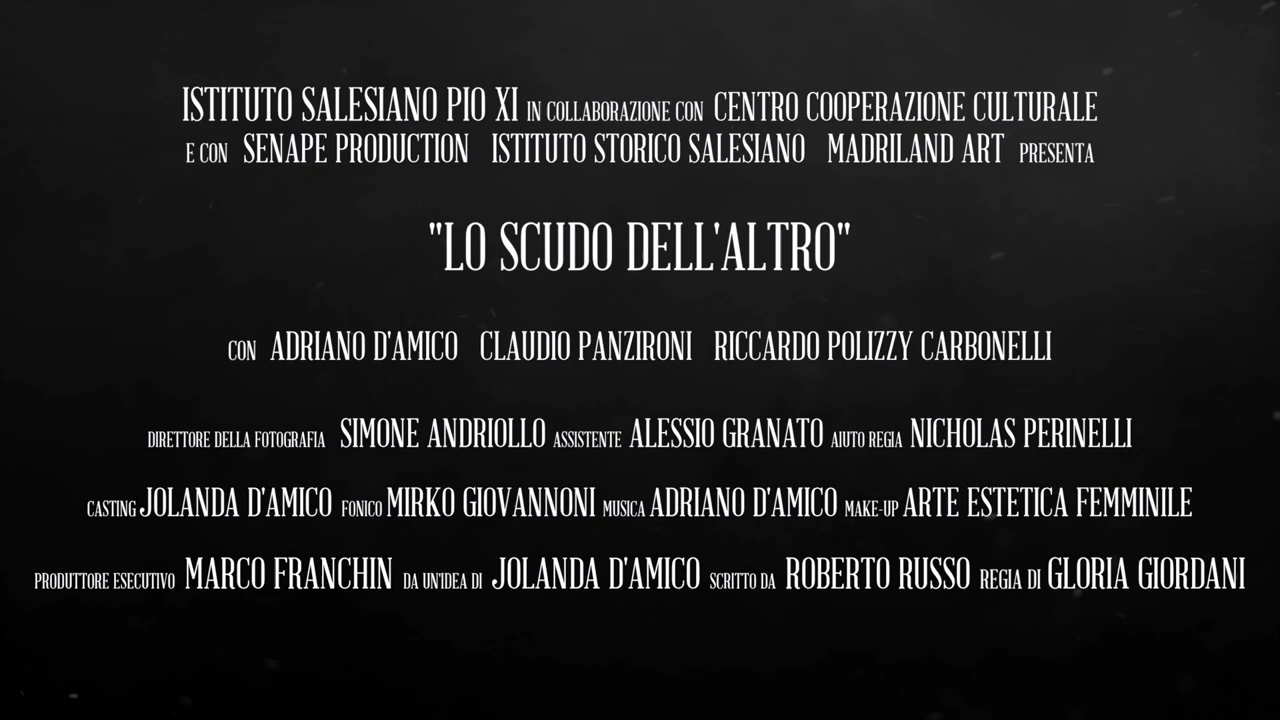 ISTITUTO SALESIANO PIO XI IN COLLABORAZIONE CON CENTRO COOPERAZIONE CULTURALE
E CON SENAPE PRODUCTION ISTITUTO STORICO SALESIANO MADRILAND ART PRESENTA
"LO SCUDO DELL'ALTRO"
CON ADRIANO D'AMICO CLAUDIO PANZIRONI RICCARDO POLIZZY CARBONELLI
DIRETTORE DELLA FOTOGRAFIA SIMONE ANDRIOLLO ASSISTENTE ALESSIO GRANATO AIUTO REGIA NICHOLAS PERINELLI
CASTING JOLANDA D'AMICO FONICO MIRKO GIOVANNONI MUSICA ADRIANO D'AMICO MAKE-UP ARTE ESTETICA FEMMINILE
PRODUTTORE ESECUTIVO MARCO FRANCHIN DA UN'IDEA DI JOLANDA D'AMICO SCRITTO DA ROBERTO RUSSO REGIA DI GLORIA GIORDANI